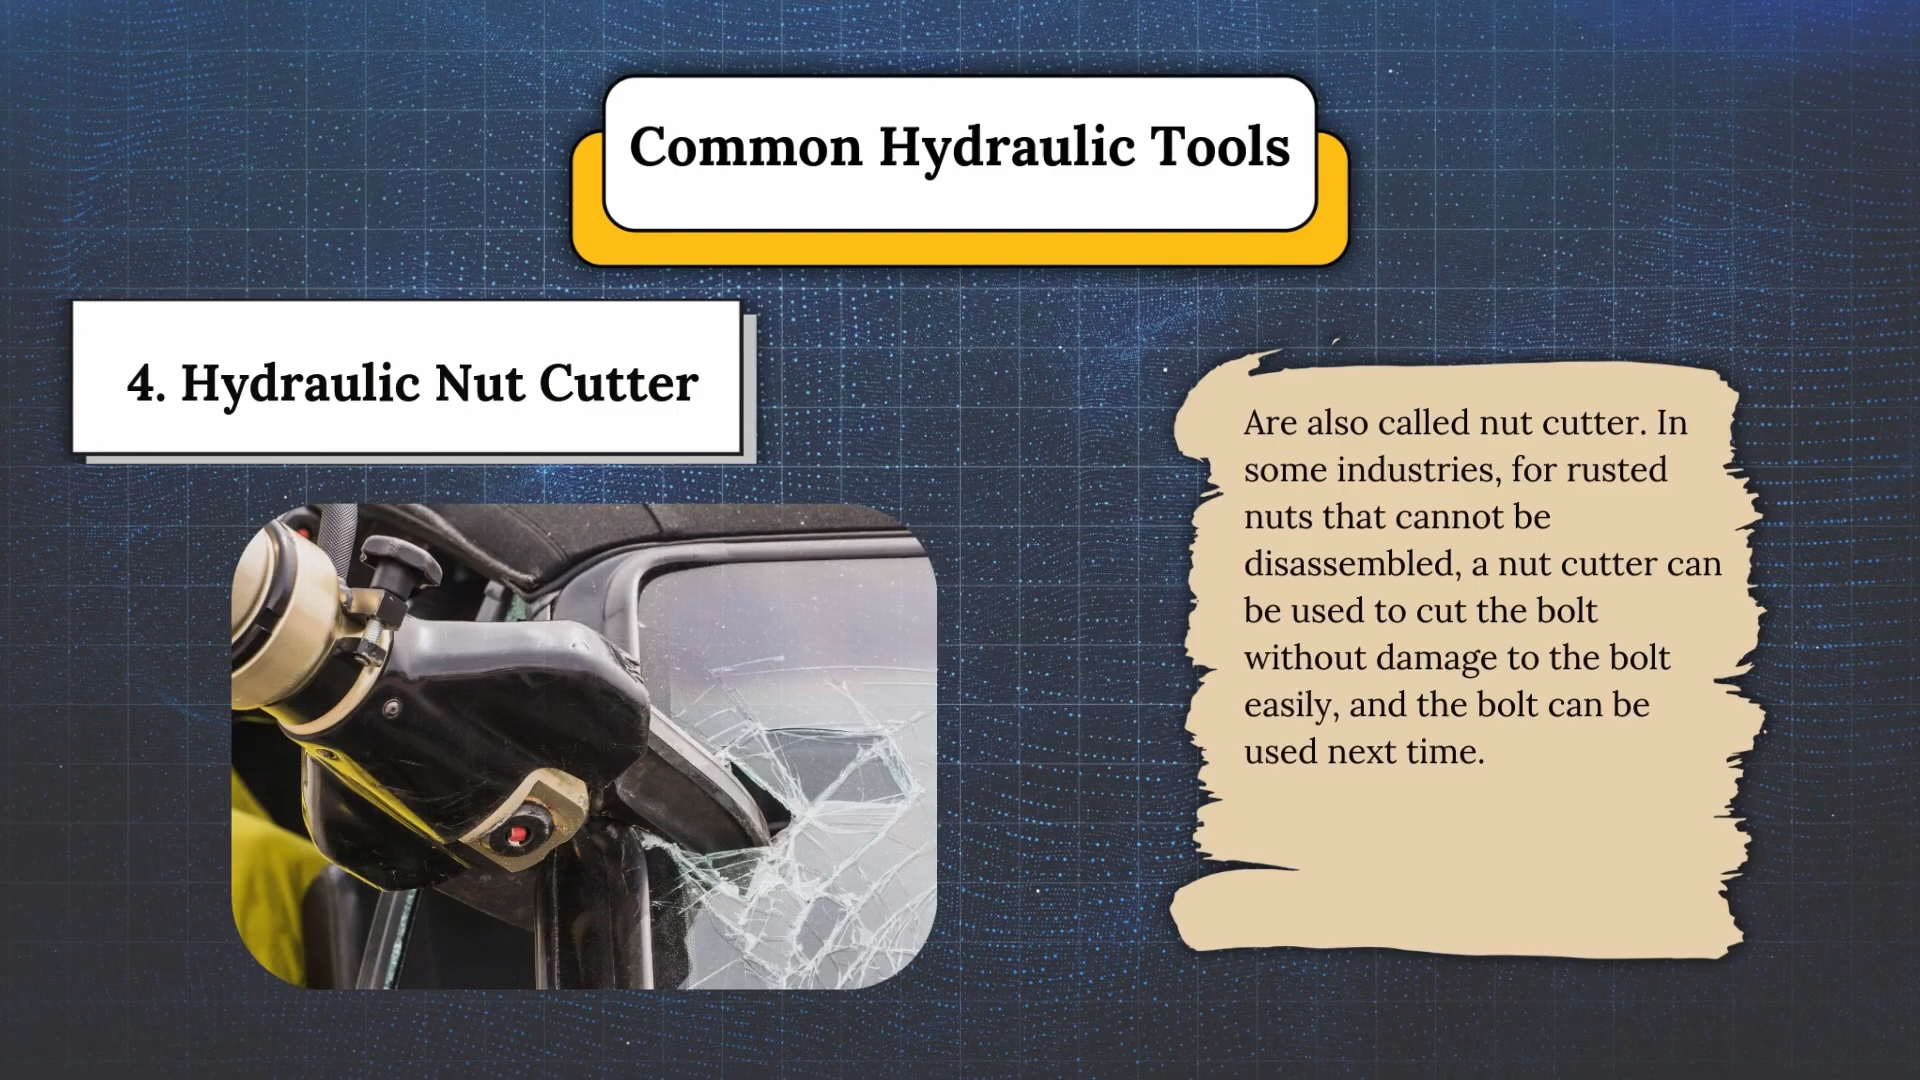 Common Hydraulic Tools
4. Hydraulic Nut Cutter
Are also called nut cutter. In
some industries, for rusted
nuts that cannot be
disassembled, a nut cutter can
be used to cut the bolt
without damage to the bolt
easily, and the bolt can be
used next time.